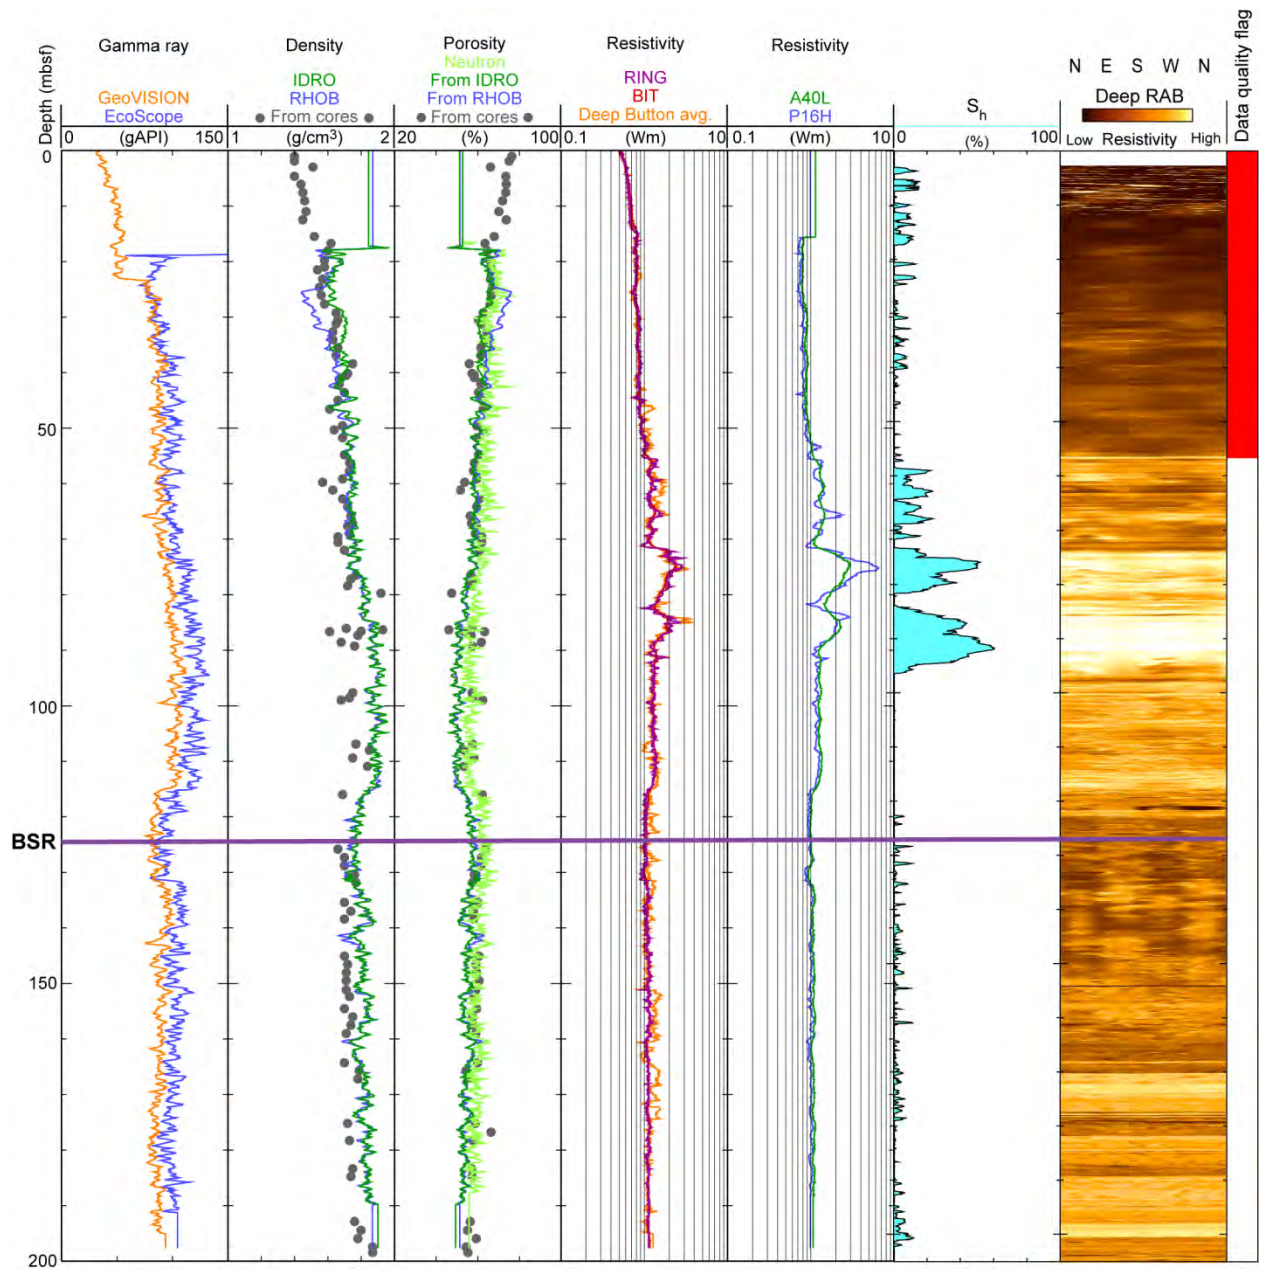 Gamma ray
GeoVISION
EcoScope
0 (gAPI) 150
Density
IDRO
RHOB
From cores
1 (g/cm³) 2
Porosity
Neutron
From IDRO
From RHOB
From cores
20 (%) 100
Resistivity
RING
BIT
Deep Button avg.
0.1 (Wm) 10
Resistivity
A40L
P16H
0.1 (Wm) 10
Sh
0 (%) 100
N E S W N
Deep RAB
Low Resistivity High
Data quality flag
Depth (mbsf)
0
50
100
BSR
150
200